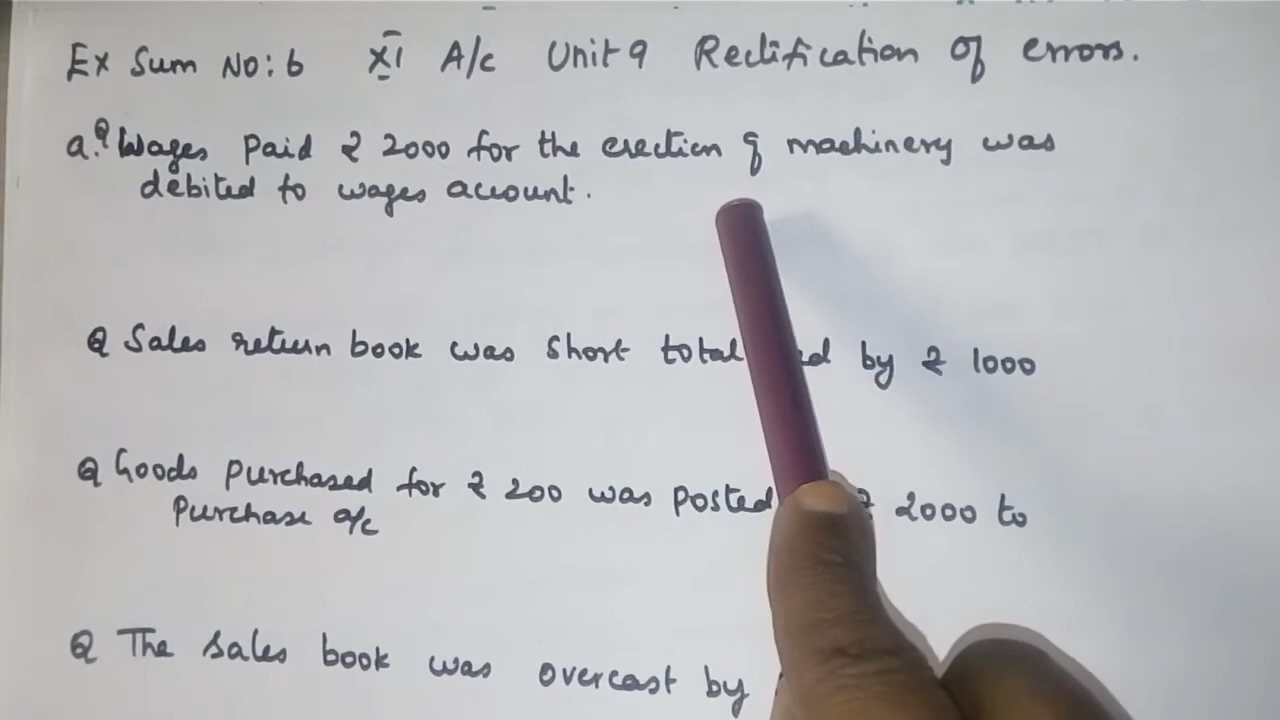 Ex Sum No: 6 XI A/c Unit 9 Rectification of errors.
a. Q Wages paid ₹ 2000 for the erection of machinery was
debited to wages account.
Q Sales return book was short total by ₹ 1000
Q Goods purchased for ₹ 200 was posted ₹ 2000 to
Purchase a/c
Q The sales book was overcast by